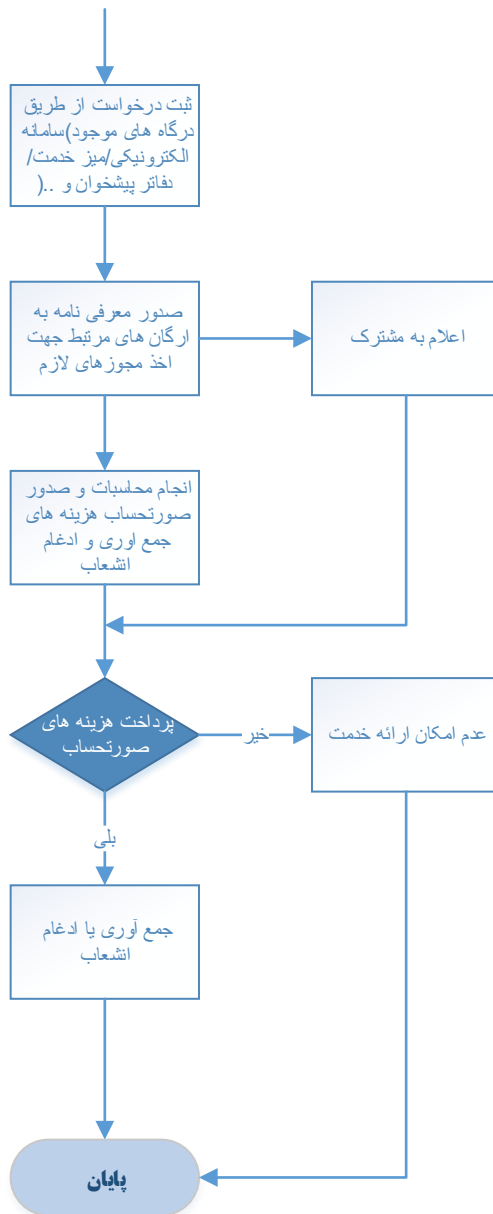 ثبت درخواست از طریق
درگاه های موجود)سامانه
الکترونیکی/میز خدمت/
دفاتر پیشخوان و ..(
صدور معرفی نامه به
ارگان های مرتبط جهت
اخذ مجوزهای لازم
اعلام به مشترک
انجام محاسبات و صدور
صورتحساب هزینه های
جمع اوری و ادغام
انشعاب
پرداخت هزینه های
صورتحساب
خیر
عدم امکان ارائه خدمت
بلی
جمع آوری یا ادغام
انشعاب
پایان